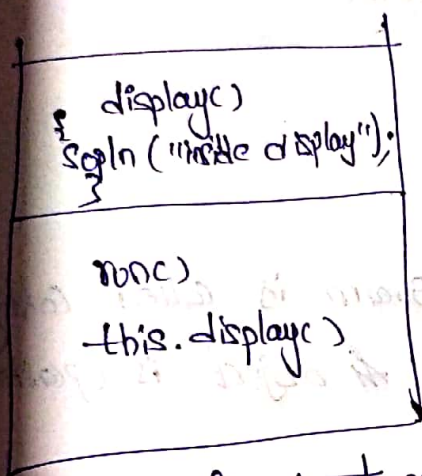 display()
{
Sopln ("inside display");
}
run()
this.display()